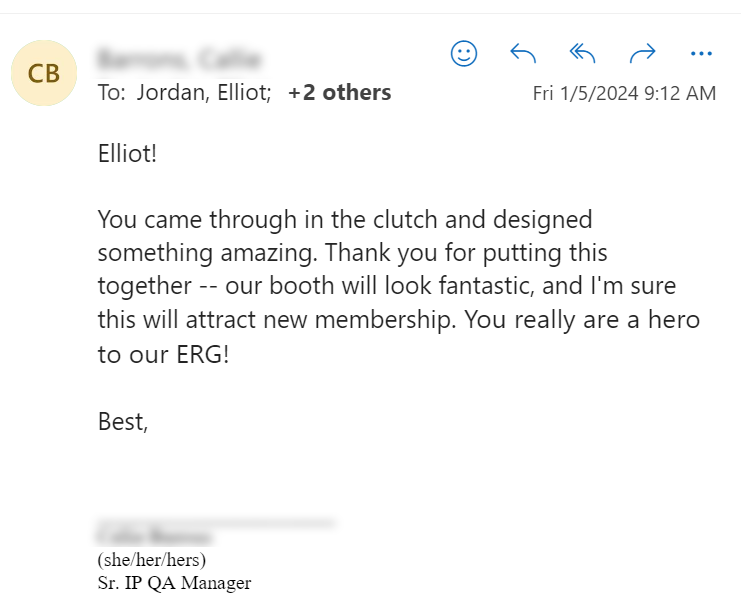 CB
To: Jordan, Elliot; +2 others
Fri 1/5/2024 9:12 AM
Elliot!
You came through in the clutch and designed
something amazing. Thank you for putting this
together -- our booth will look fantastic, and I'm sure
this will attract new membership. You really are a hero
to our ERG!
Best,
(she/her/hers)
Sr. IP QA Manager